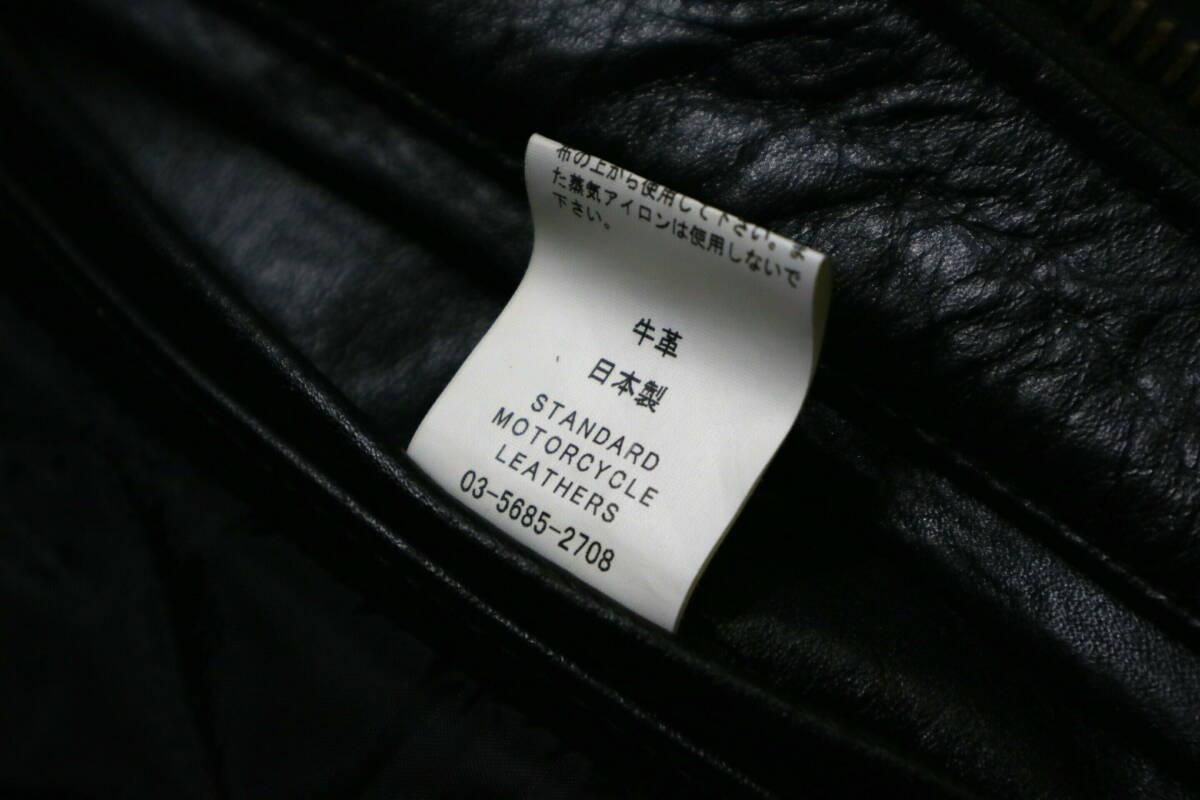 布の上から使用して下さい。ま
た蒸気アイロンは使用しないで
下さい。
牛革
日本製
STANDARD
MOTORCYCLE
LEATHERS
03-5685-2708